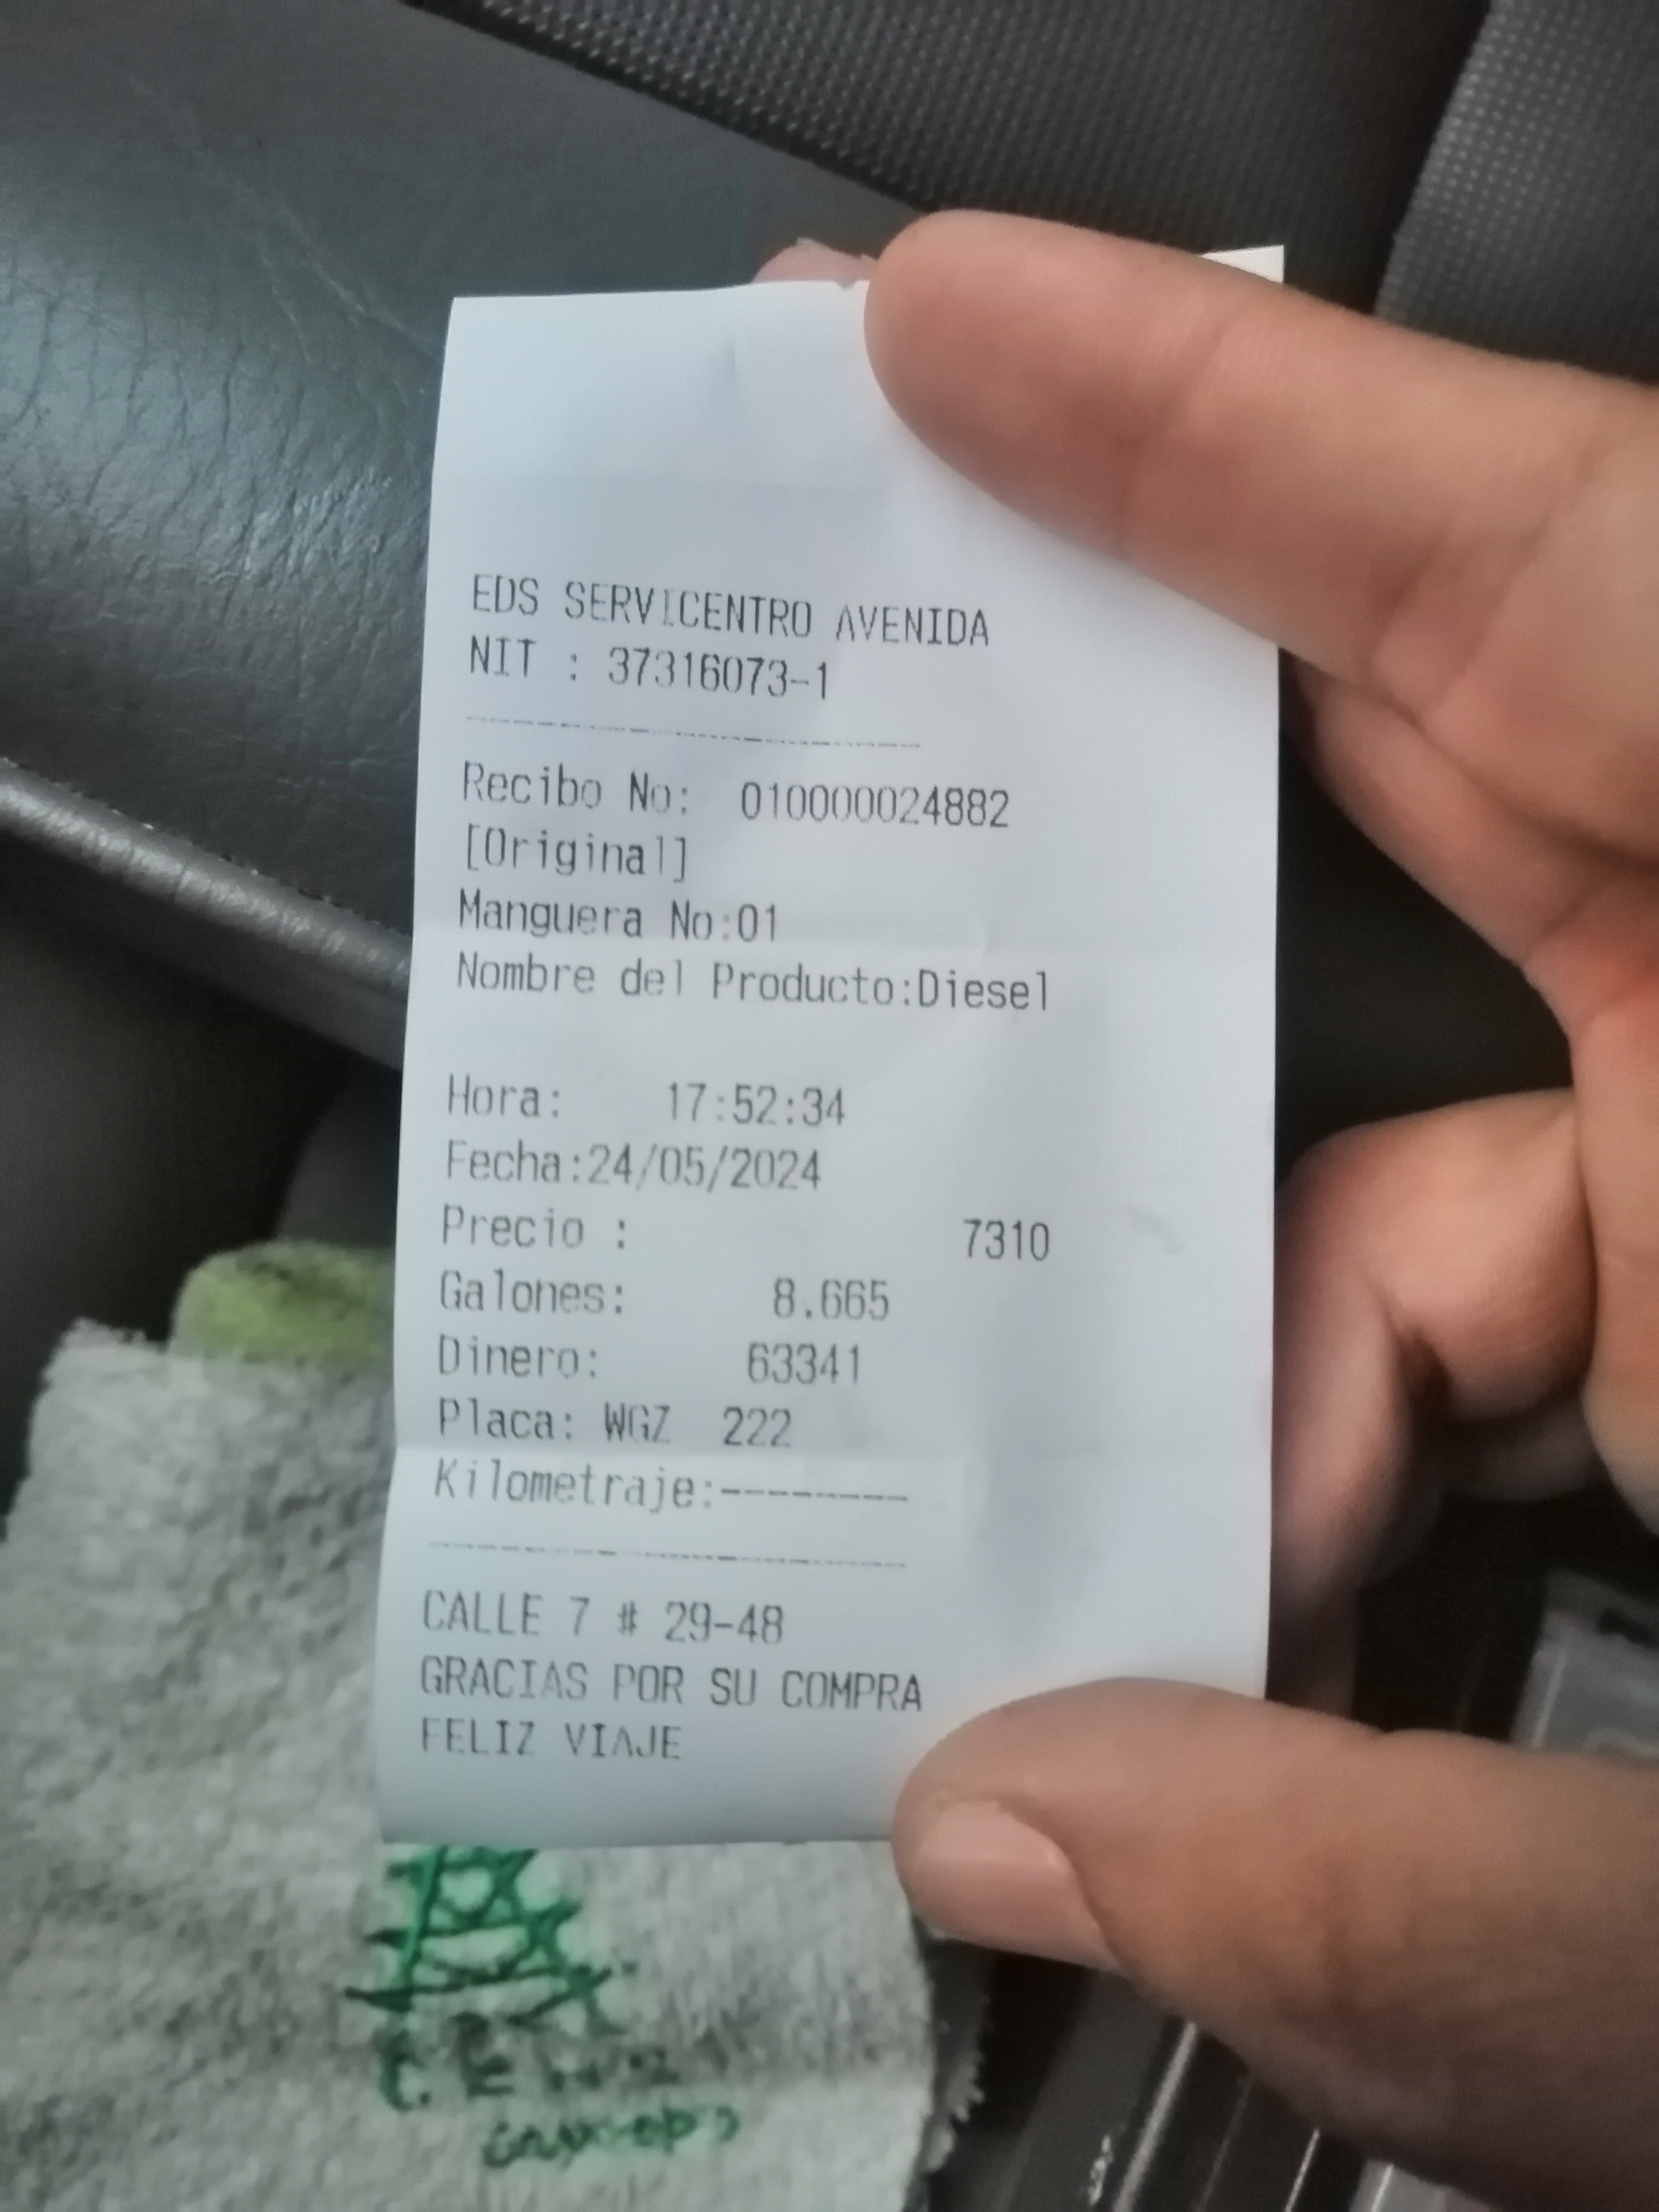 EDS SERVICENTRO AVENIDA
NIT : 37316073-1
--------------------
Recibo No: 010000024882
[Original]
Manguera No:01
Nombre del Producto:Diesel
Hora: 17:52:34
Fecha:24/05/2024
Precio : 7310
Galones: 8.665
Dinero: 63341
Placa: WGZ 222
Kilometraje:--------
--------------------
CALLE 7 # 29-48
GRACIAS POR SU COMPRA
FELIZ VIAJE